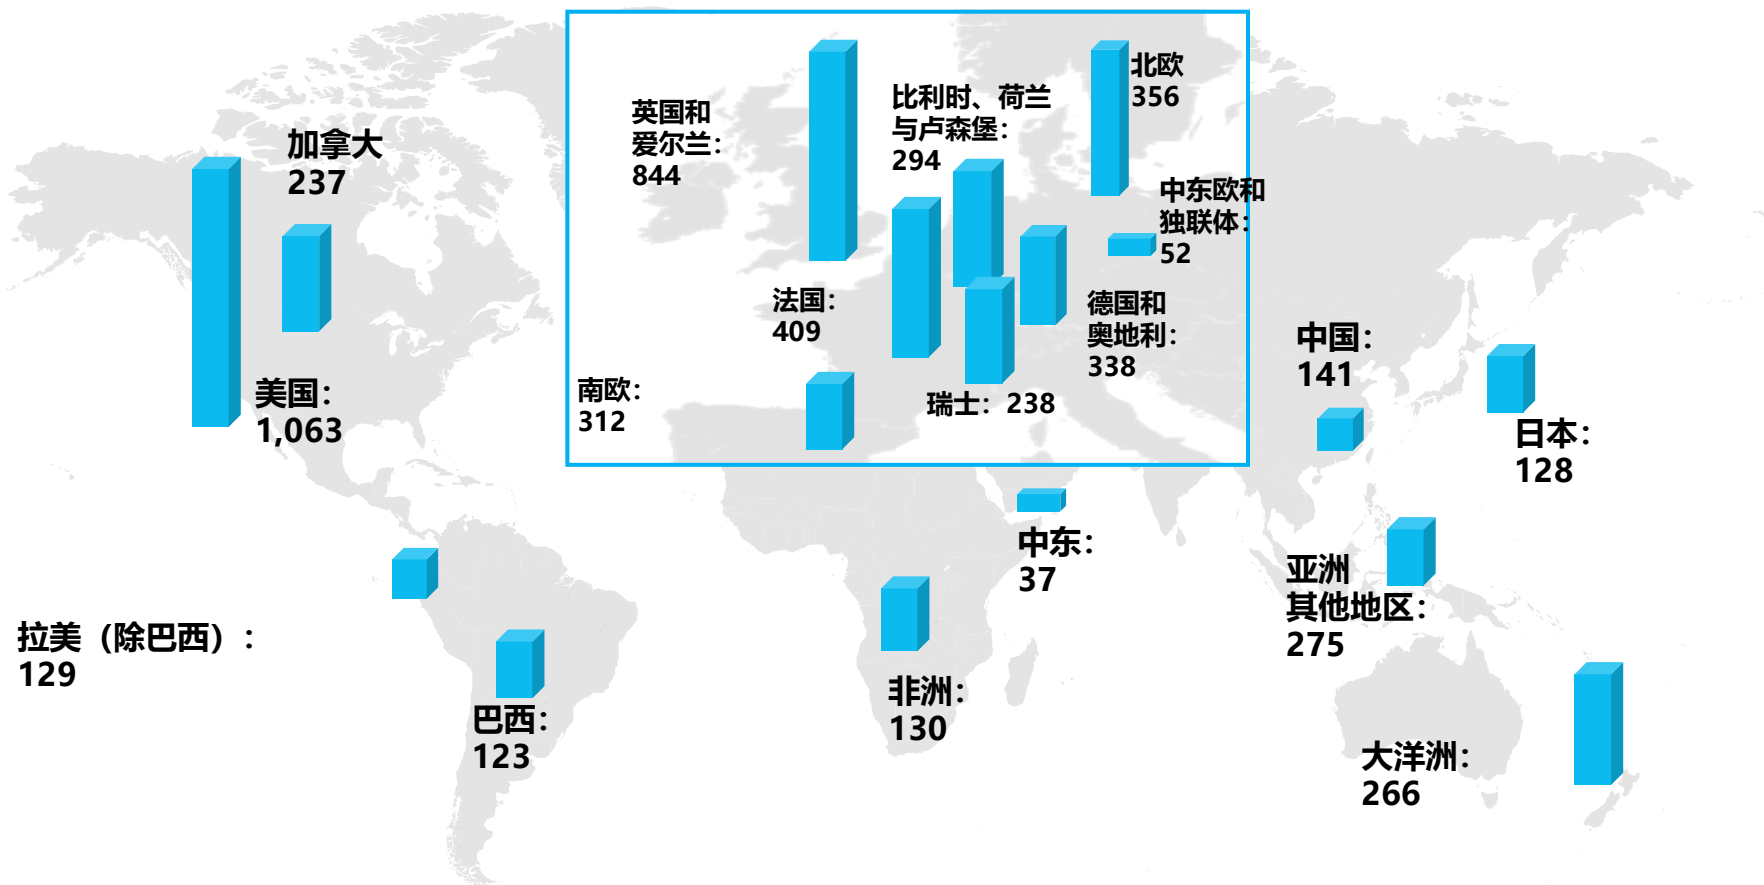 加拿大
237
美国：
1,063
英国和
爱尔兰：
844
比利时、荷兰
与卢森堡：
294
北欧
356
中东欧和
独联体：
52
法国：
409
德国和
奥地利：
338
南欧：
312
瑞士：238
中国：
141
日本：
128
中东：
37
亚洲
其他地区：
275
拉美（除巴西）：
129
巴西：
123
非洲：
130
大洋洲：
266